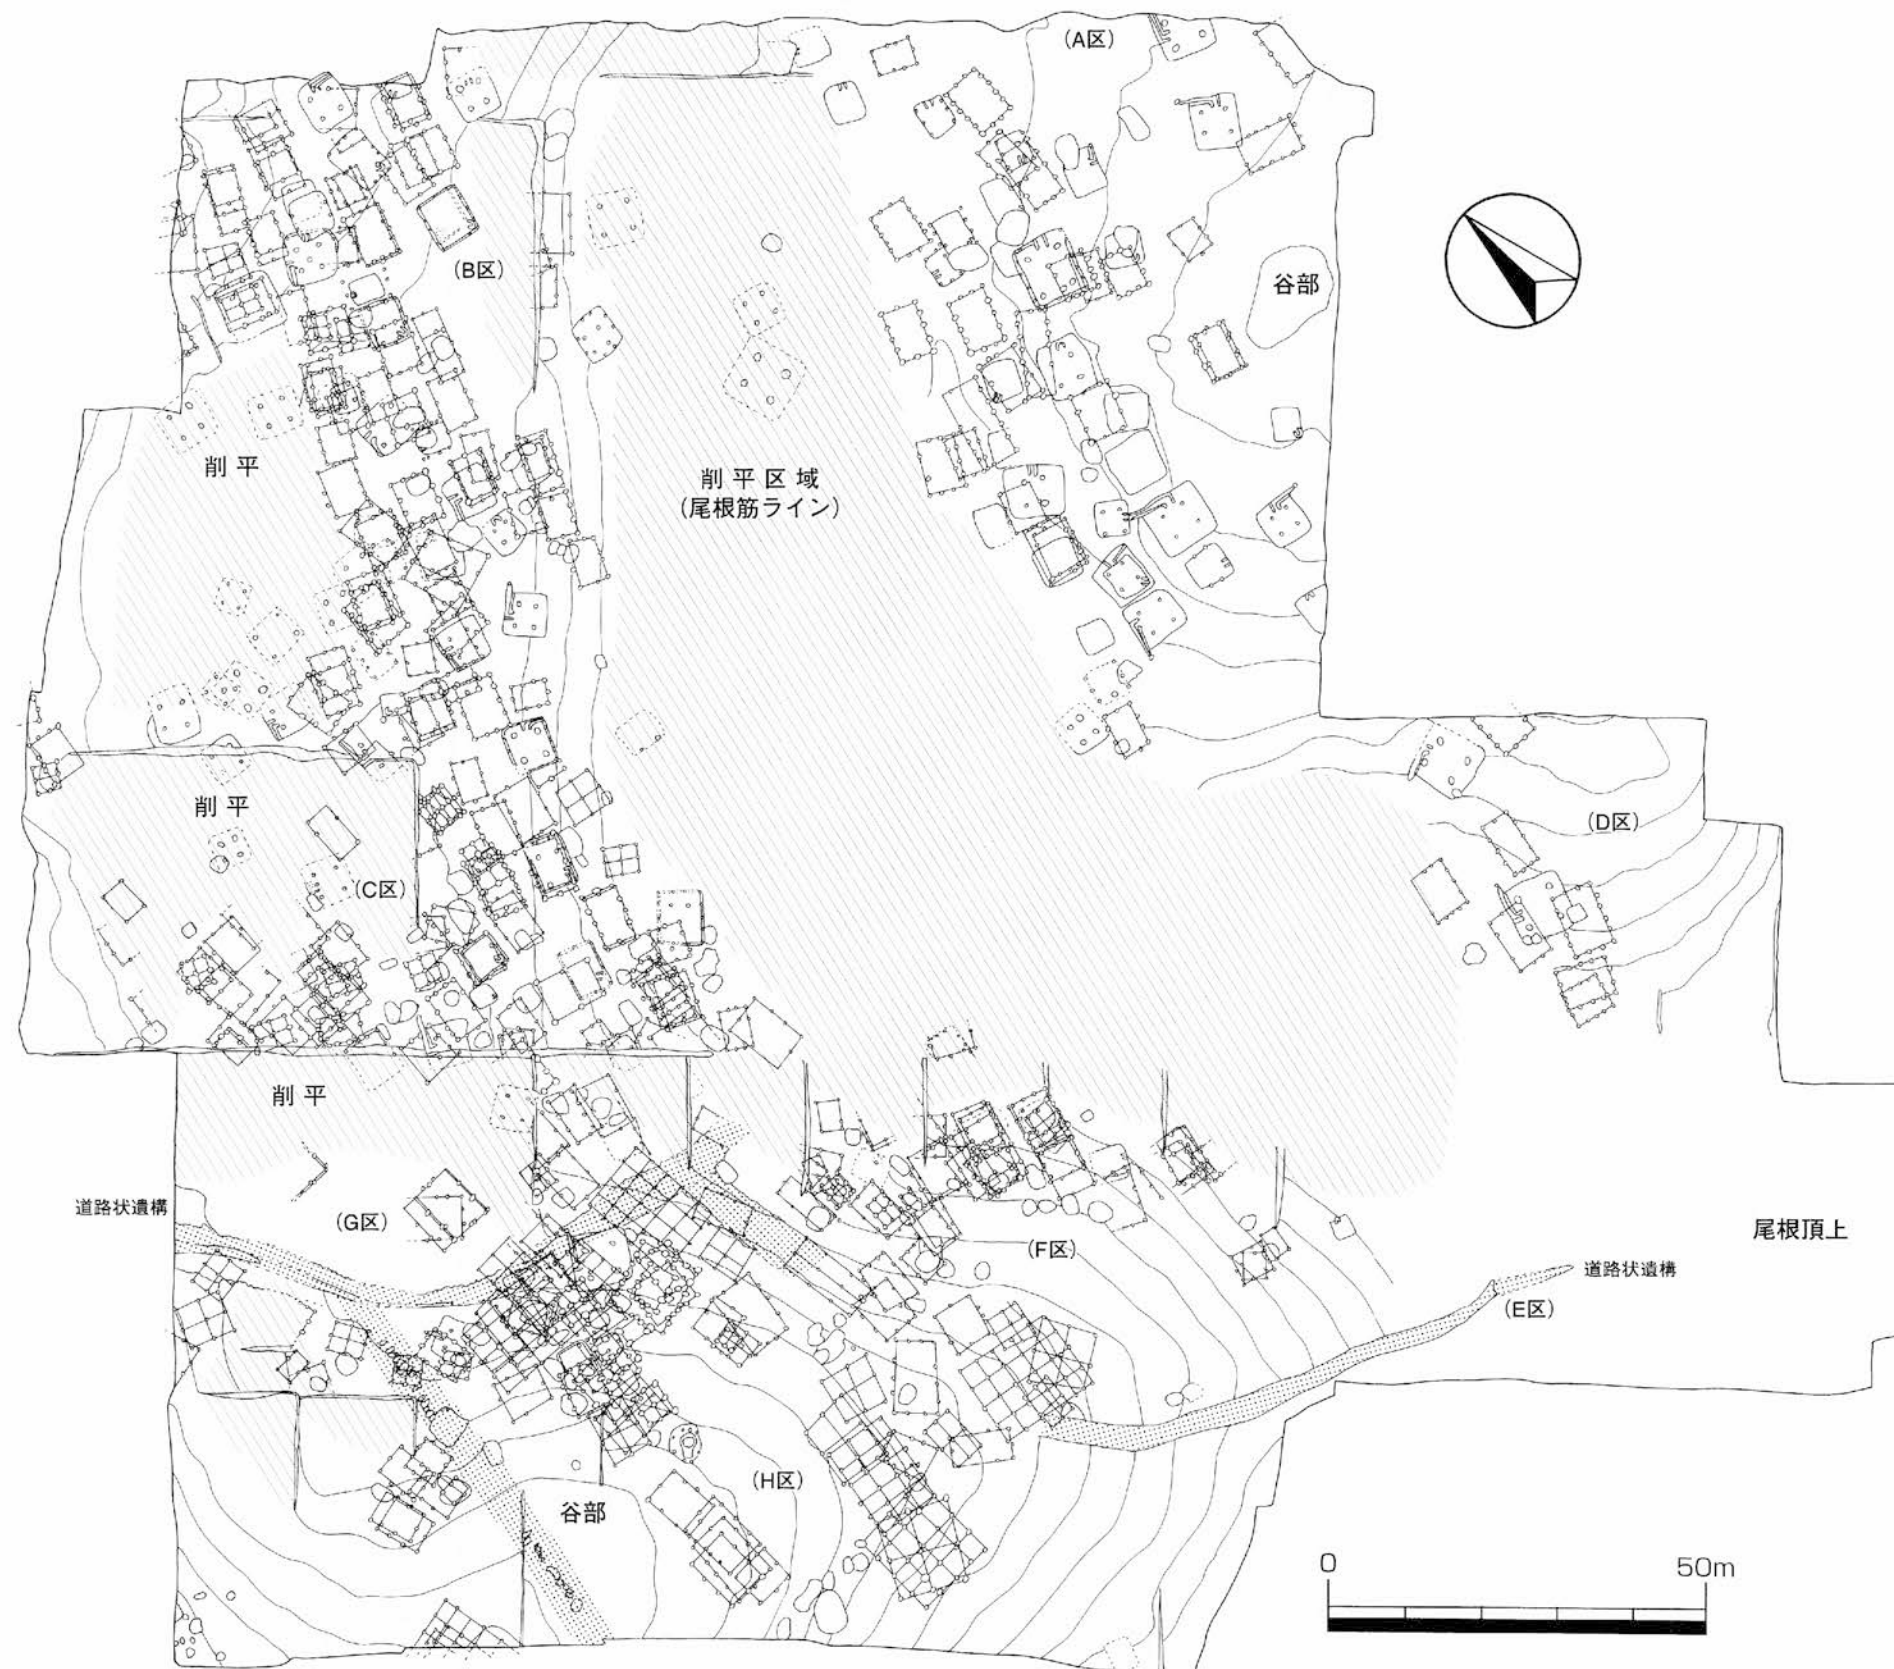 (A区)
(B区)
谷部
削平
削平区域
(尾根筋ライン)
削平
(D区)
(C区)
削平
道路状遺構
(G区)
(F区)
尾根頂上
道路状遺構
(E区)
(H区)
谷部
0 50m